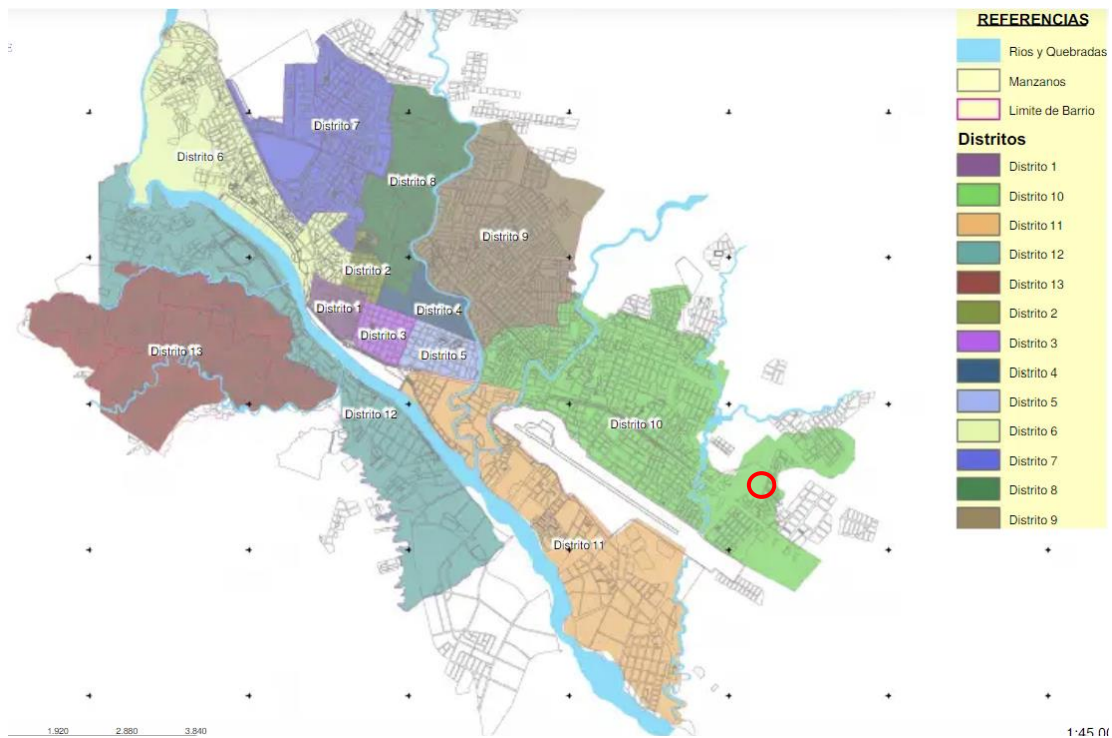 REFERENCIAS
Rios y Quebradas
Manzanos
Limite de Barrio
Distritos
Distrito 1
Distrito 10
Distrito 11
Distrito 12
Distrito 13
Distrito 2
Distrito 3
Distrito 4
Distrito 5
Distrito 6
Distrito 7
Distrito 8
Distrito 9
Distrito 7
Distrito 6
Distrito 8
Distrito 9
Distrito 2
Distrito 1
Distrito 4
Distrito 3
Distrito 5
Distrito 13
Distrito 12
Distrito 10
Distrito 11
1.920 2.880 3.840